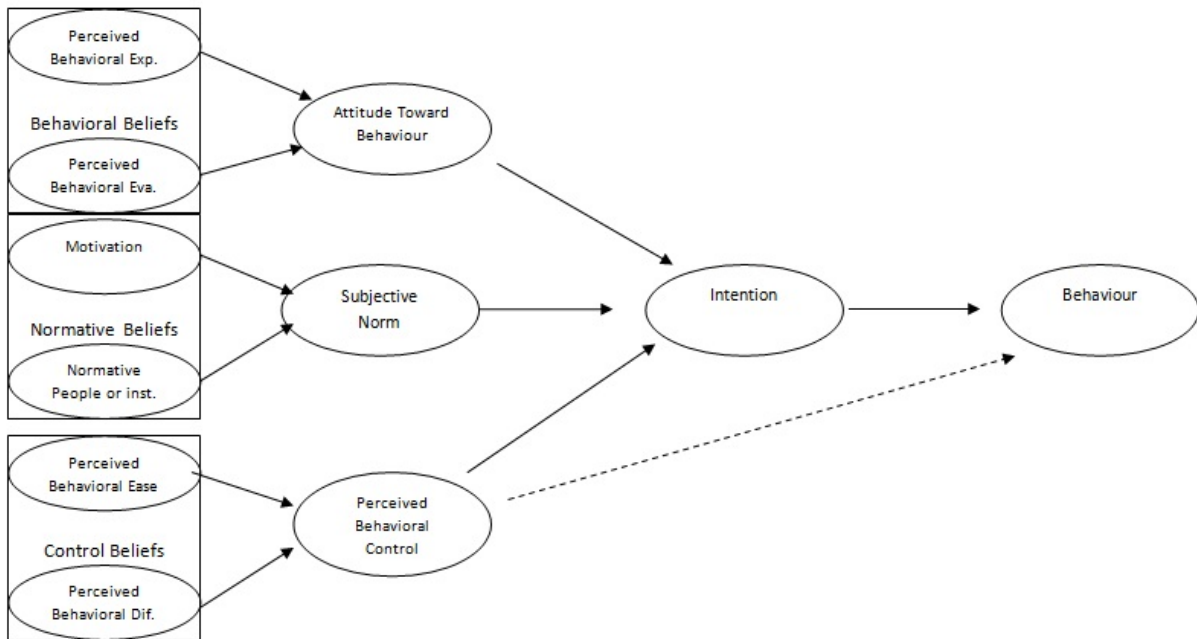 Perceived
Behavioral Exp.
Behavioral Beliefs
Perceived
Behavioral Eva.
Attitude Toward
Behaviour
Motivation
Normative Beliefs
Normative
People or inst.
Subjective
Norm
Intention
Behaviour
Perceived
Behavioral Ease
Control Beliefs
Perceived
Behavioral Dif.
Perceived
Behavioral
Control